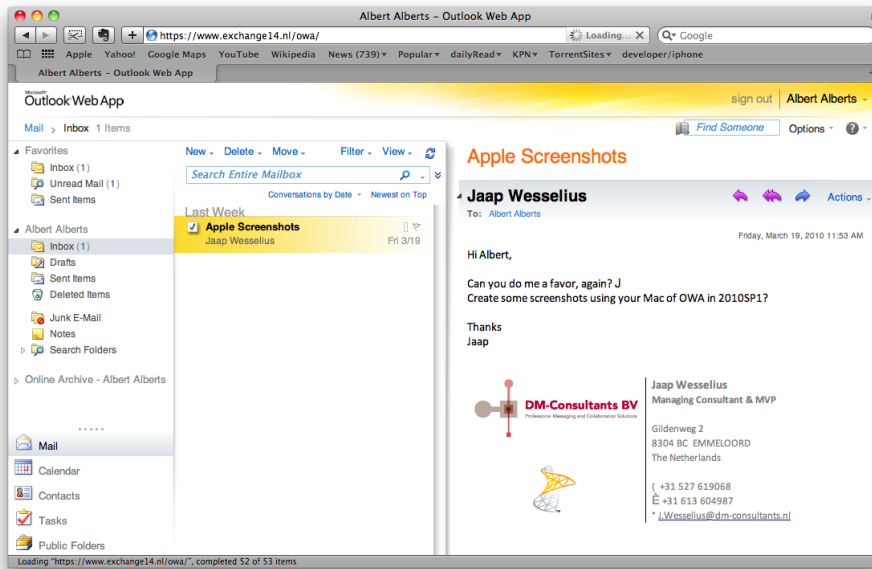 Albert Alberts – Outlook Web App
https://www.exchange14.nl/owa/
Loading...
Google
Apple Yahoo! Google Maps YouTube Wikipedia News (739) Popular dailyRead KPN TorrentSites developer/iphone
Albert Alberts – Outlook Web App
Microsoft
Outlook Web App
sign out Albert Alberts
Mail > Inbox 1 Items
Find Someone Options ?
Favorites
Inbox (1)
Unread Mail (1)
Sent Items
Albert Alberts
Inbox (1)
Drafts
Sent Items
Deleted Items
Junk E-Mail
Notes
Search Folders
Online Archive - Albert Alberts
Mail
Calendar
Contacts
Tasks
Public Folders
New Delete Move Filter View
Search Entire Mailbox
Conversations by Date Newest on Top
Last Week
Apple Screenshots
Jaap Wesselius Fri 3/19
Apple Screenshots
Jaap Wesselius
Actions
To: Albert Alberts
Friday, March 19, 2010 11:53 AM
Hi Albert,
Can you do me a favor, again? J
Create some screenshots using your Mac of OWA in 2010SP1?
Thanks
Jaap
DM-Consultants BV
Professional Messaging and Collaboration Solutions
Jaap Wesselius
Managing Consultant & MVP
Gildenweg 2
8304 BC EMMELOORD
The Netherlands
( +31 527 619068
È +31 613 604987
* J.Wesselius@dm-consultants.nl
Loading "https://www.exchange14.nl/owa/", completed 52 of 53 items